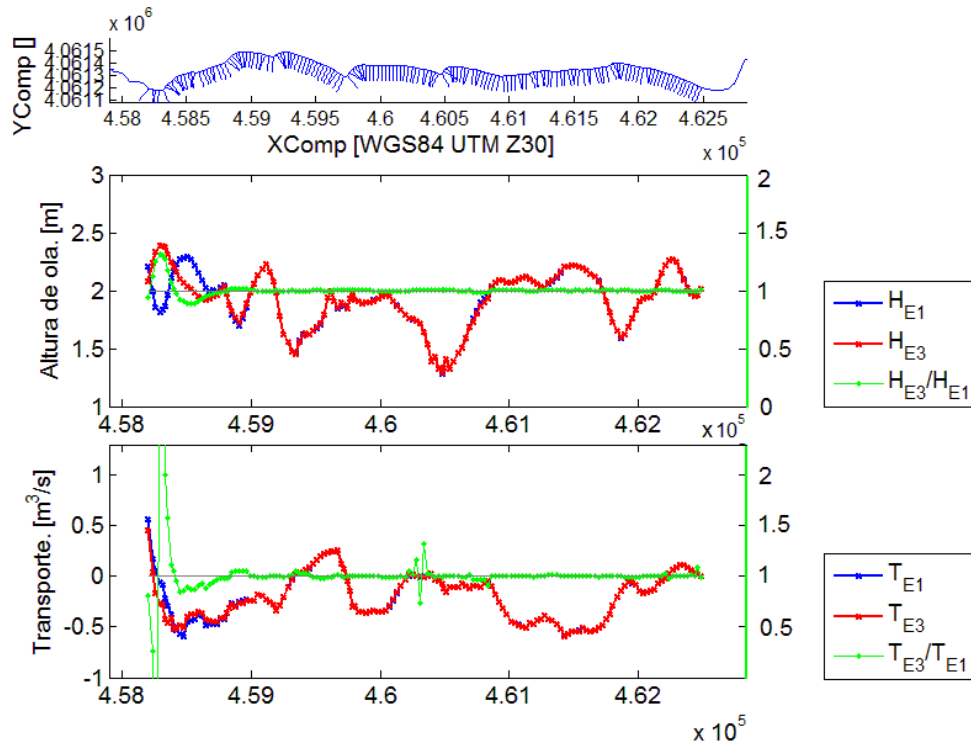 x 10^6
YComp []
4.0615
4.0614
4.0613
4.0612
4.0611
4.58 4.585 4.59 4.595 4.6 4.605 4.61 4.615 4.62 4.625
XComp [WGS84 UTM Z30]
x 10^5
Altura de ola. [m]
3
2.5
2
1.5
1
2
1.5
1
0.5
0
4.58 4.59 4.6 4.61 4.62
x10^5
H_E1
H_E3
H_E3/H_E1
Transporte. [m^3/s]
1
0.5
0
-0.5
-1
2
1.5
1
0.5
4.58 4.59 4.6 4.61 4.62
x 10^5
T_E1
T_E3
T_E3/T_E1